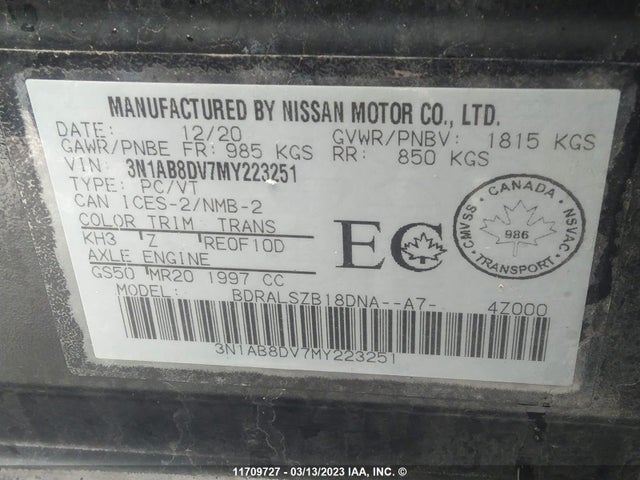 MANUFACTURED BY NISSAN MOTOR CO., LTD.
DATE: 12/20 GVWR/PNBV: 1815 KGS
GAWR/PNBE FR: 985 KGS RR: 850 KGS
VIN: 3N1AB8DV7MY223251
TYPE: PC/VT
CAN ICES-2/NMB-2
COLOR TRIM TRANS
KH3 Z RE0F10D
AXLE ENGINE
GS50 MR20 1997 CC
MODEL: BDRALSZB18DNA--A7- 4Z000
3N1AB8DV7MY223251
EC
CANADA
CMVSS NSVAC
986
TRANSPORT
11709727 - 03/13/2023 IAA, INC. ©